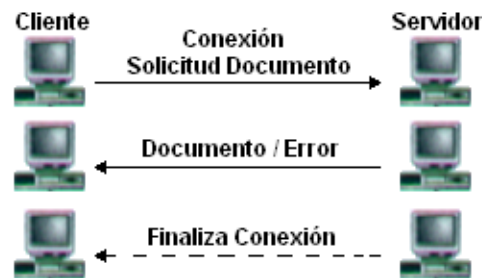 Cliente
Servidor
Conexión
Solicitud Documento
Documento / Error
Finaliza Conexión